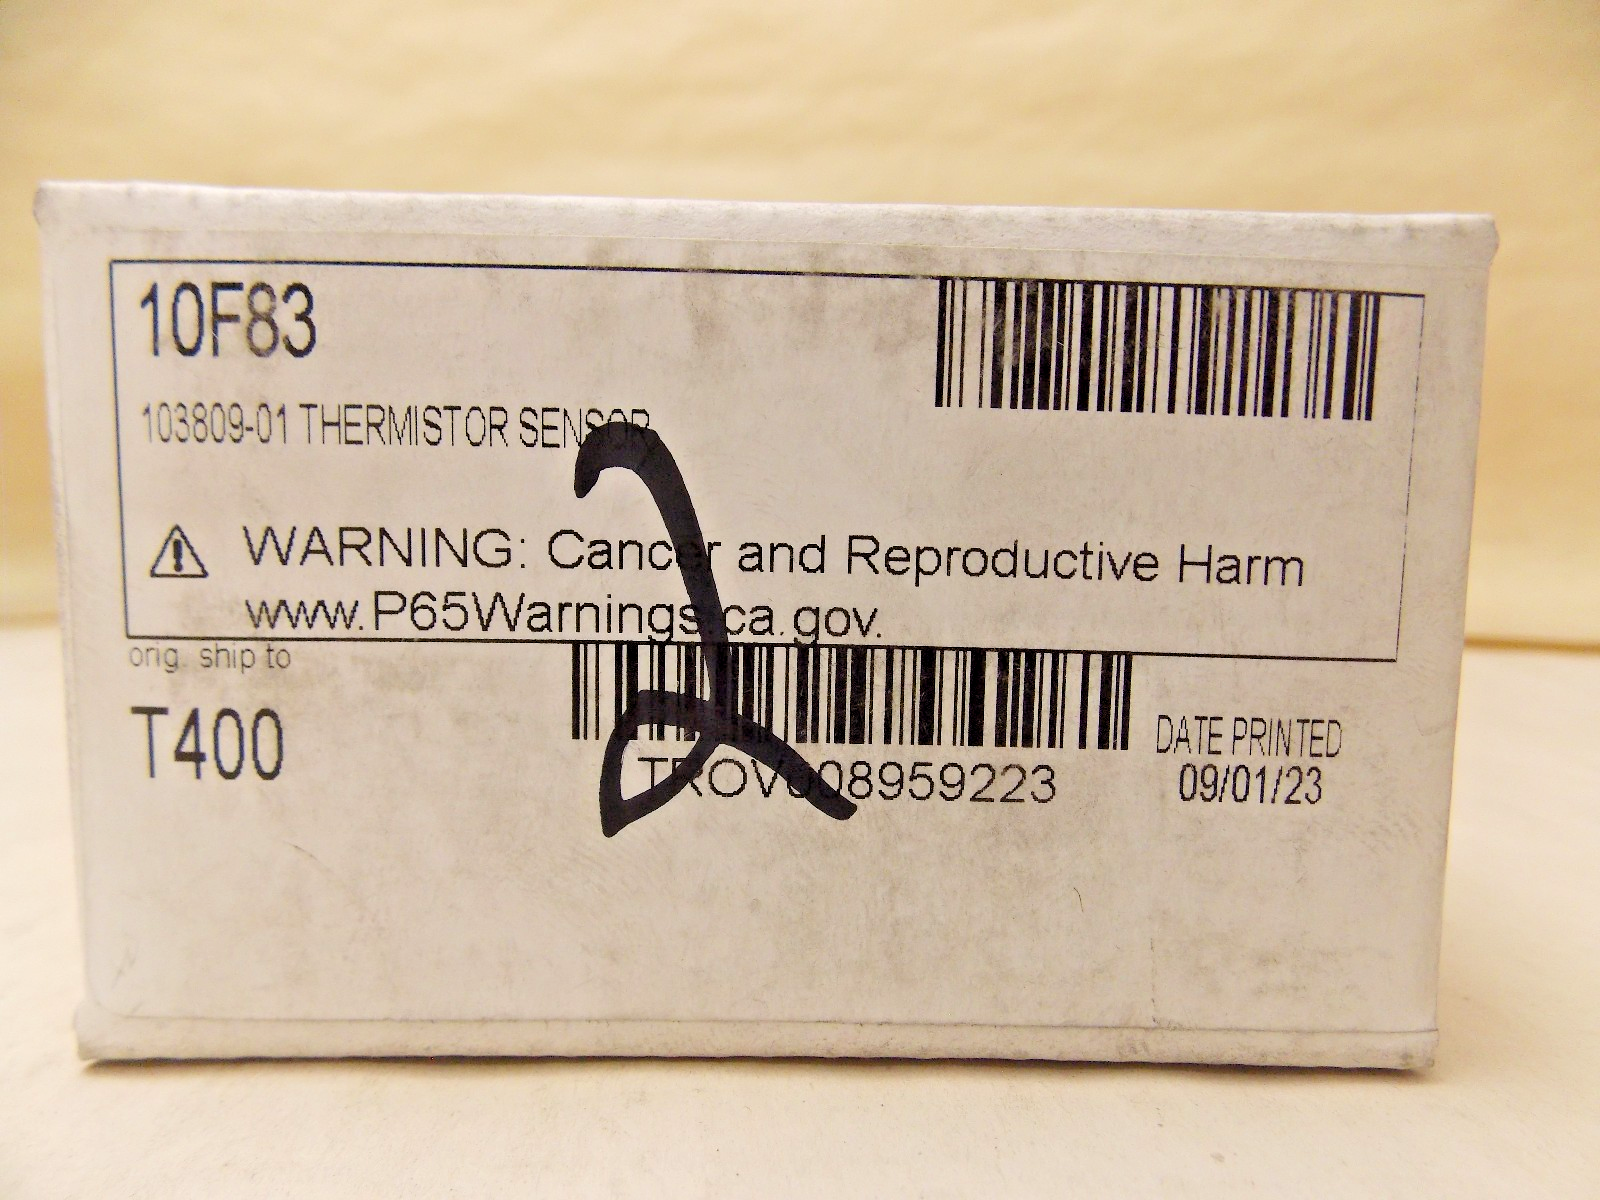 10F83
103809-01 THERMISTOR SENSOR
WARNING: Cancer and Reproductive Harm
www.P65Warnings.ca.gov.
orig. ship to
T400
TROV008959223
DATE PRINTED
09/01/23
2